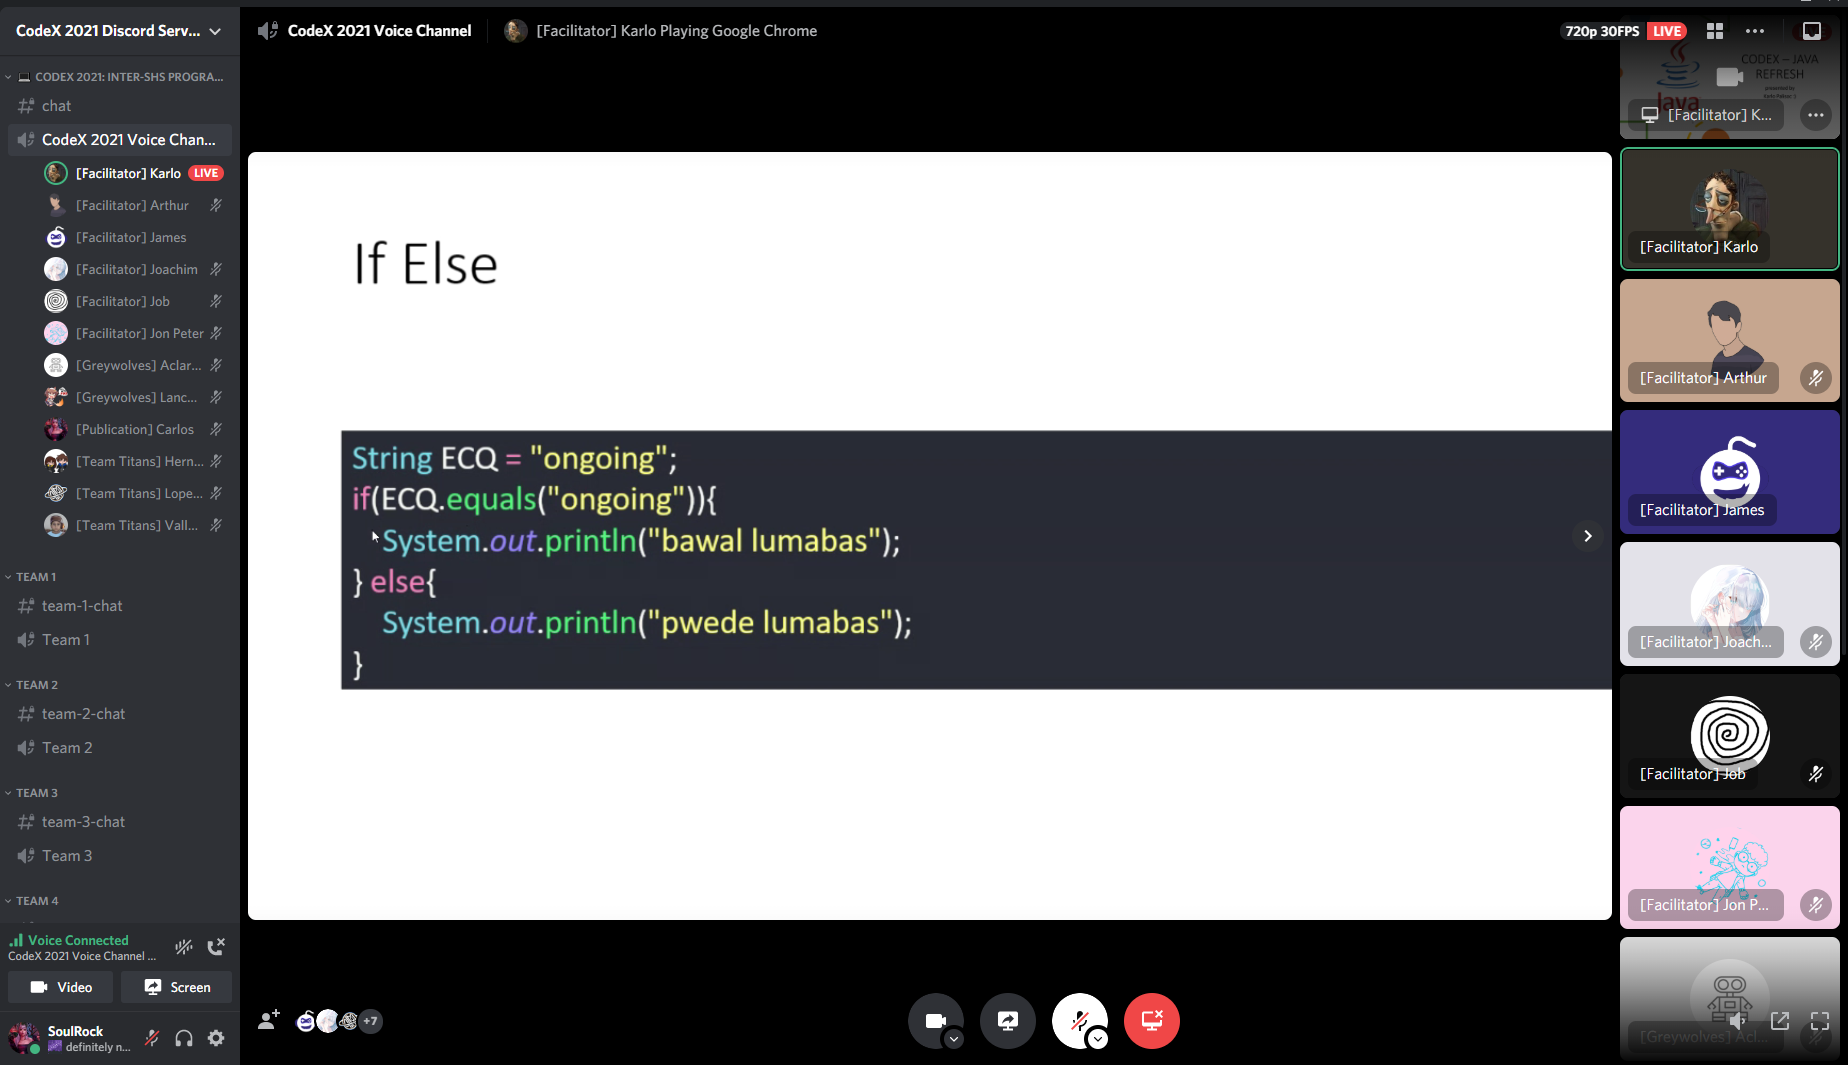 CodeX 2021 Discord Serv...
CODEX 2021: INTER-SHS PROGRA...
chat
CodeX 2021 Voice Chan...
[Facilitator] Karlo LIVE
[Facilitator] Arthur
[Facilitator] James
[Facilitator] Joachim
[Facilitator] Job
[Facilitator] Jon Peter
[Greywolves] Aclar...
[Greywolves] Lanc...
[Publication] Carlos
[Team Titans] Hern...
[Team Titans] Lope...
[Team Titans] Vall...
TEAM 1
team-1-chat
Team 1
TEAM 2
team-2-chat
Team 2
TEAM 3
team-3-chat
Team 3
TEAM 4
Voice Connected
CodeX 2021 Voice Channel ...
Video Screen
SoulRock
definitely n...
CodeX 2021 Voice Channel [Facilitator] Karlo Playing Google Chrome
720p 30FPS LIVE
If Else
String ECQ = "ongoing";
if(ECQ.equals("ongoing")){
System.out.println("bawal lumabas");
} else{
System.out.println("pwede lumabas");
}
+7
CODEX – JAVA
REFRESH
presented by
Java
[Facilitator] K...
[Facilitator] Karlo
[Facilitator] Arthur
[Facilitator] James
[Facilitator] Joach...
[Facilitator] Job
[Facilitator] Jon P...
[Greywolves] Acl...